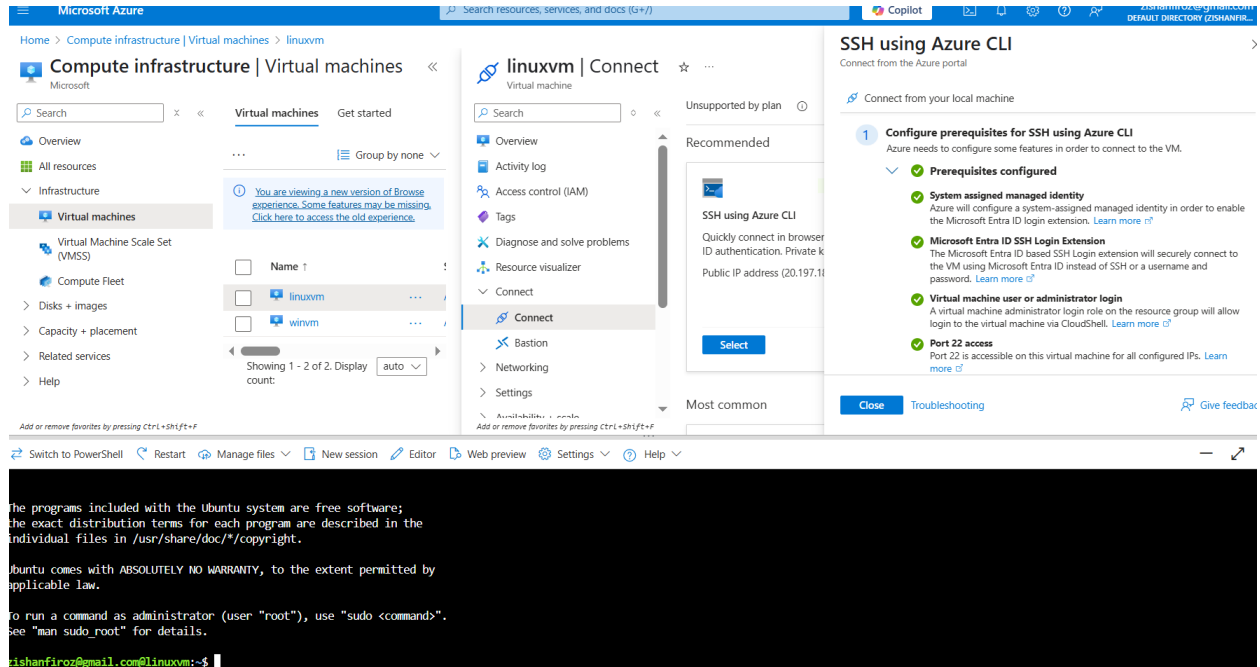 Microsoft Azure
Search resources, services, and docs (G+/)
Copilot
zishanfiroz@gmail.com
DEFAULT DIRECTORY (ZISHANFIR...
Home > Compute infrastructure | Virtual machines > linuxvm
Compute infrastructure | Virtual machines
Microsoft
Search
Overview
All resources
Infrastructure
Virtual machines
Virtual Machine Scale Set
(VMSS)
Compute Fleet
Disks + images
Capacity + placement
Related services
Help
Add or remove favorites by pressing Ctrl+Shift+F
Virtual machines Get started
Group by none
You are viewing a new version of Browse
experience. Some features may be missing.
Click here to access the old experience.
Name ↑
linuxvm
winvm
Showing 1 - 2 of 2. Display auto
count:
linuxvm | Connect
Virtual machine
Search
Overview
Activity log
Access control (IAM)
Tags
Diagnose and solve problems
Resource visualizer
Connect
Connect
Bastion
Networking
Settings
Availability + scale
Add or remove favorites by pressing Ctrl+Shift+F
Unsupported by plan
Recommended
SSH using Azure CLI
Quickly connect in browser
ID authentication. Private k
Public IP address (20.197.18
Select
Most common
SSH using Azure CLI
Connect from the Azure portal
Connect from your local machine
1 Configure prerequisites for SSH using Azure CLI
Azure needs to configure some features in order to connect to the VM.
Prerequisites configured
System assigned managed identity
Azure will configure a system-assigned managed identity in order to enable
the Microsoft Entra ID login extension. Learn more
Microsoft Entra ID SSH Login Extension
The Microsoft Entra ID based SSH Login extension will securely connect to
the VM using Microsoft Entra ID instead of SSH or a username and
password. Learn more
Virtual machine user or administrator login
A virtual machine administrator login role on the resource group will allow
login to the virtual machine via CloudShell. Learn more
Port 22 access
Port 22 is accessible on this virtual machine for all configured IPs. Learn
more
Close Troubleshooting Give feedbac
Switch to PowerShell Restart Manage files New session Editor Web preview Settings Help
The programs included with the Ubuntu system are free software;
the exact distribution terms for each program are described in the
individual files in /usr/share/doc/*/copyright.
Ubuntu comes with ABSOLUTELY NO WARRANTY, to the extent permitted by
applicable law.
To run a command as administrator (user "root"), use "sudo <command>".
See "man sudo_root" for details.
zishanfiroz@gmail.com@linuxvm:~$